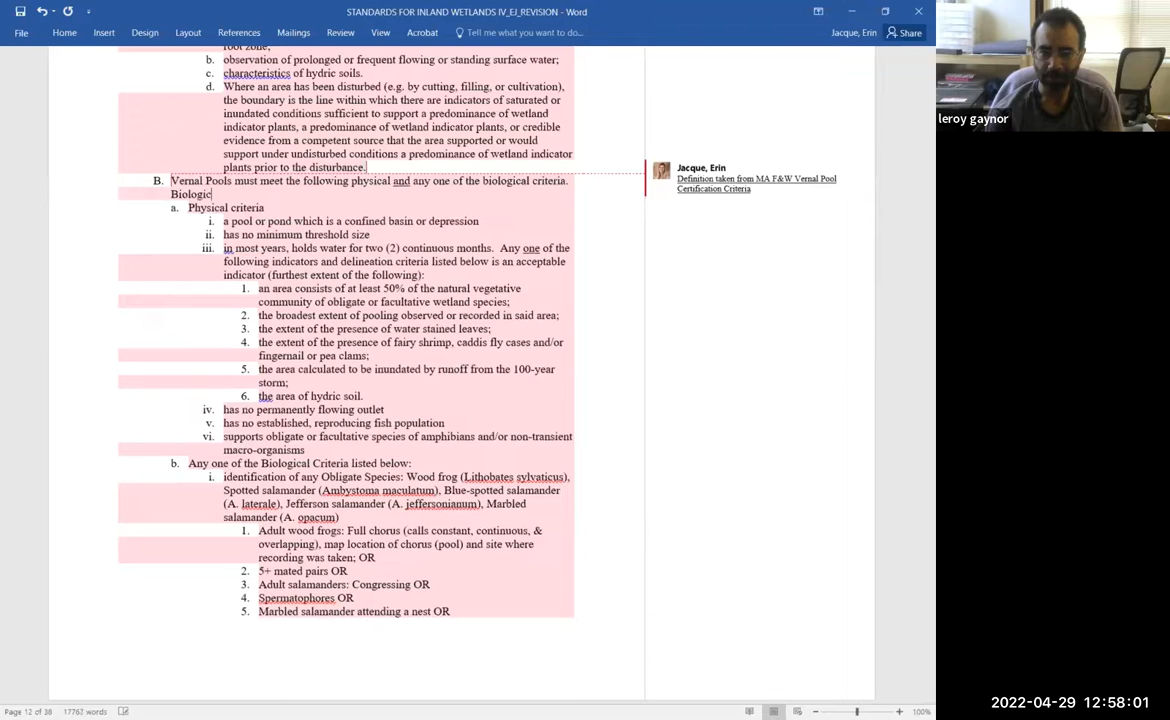 STANDARDS FOR INLAND WETLANDS IV_EJ_REVISION - Word
File Home Insert Design Layout References Mailings Review View Acrobat Tell me what you want to do... Jacque, Erin Share
root zone;
b. observation of prolonged or frequent flowing or standing surface water;
c. characteristics of hydric soils.
d. Where an area has been disturbed (e.g. by cutting, filling, or cultivation),
the boundary is the line within which there are indicators of saturated or
inundated conditions sufficient to support a predominance of wetland
indicator plants, a predominance of wetland indicator plants, or credible
evidence from a competent source that the area supported or would
support under undisturbed conditions a predominance of wetland indicator
plants prior to the disturbance.
B. Vernal Pools must meet the following physical and any one of the biological criteria.
Biologic
a. Physical criteria
i. a pool or pond which is a confined basin or depression
ii. has no minimum threshold size
iii. in most years, holds water for two (2) continuous months. Any one of the
following indicators and delineation criteria listed below is an acceptable
indicator (furthest extent of the following):
1. an area consists of at least 50% of the natural vegetative
community of obligate or facultative wetland species;
2. the broadest extent of pooling observed or recorded in said area;
3. the extent of the presence of water stained leaves;
4. the extent of the presence of fairy shrimp, caddis fly cases and/or
fingernail or pea clams;
5. the area calculated to be inundated by runoff from the 100-year
storm;
6. the area of hydric soil.
iv. has no permanently flowing outlet
v. has no established, reproducing fish population
vi. supports obligate or facultative species of amphibians and/or non-transient
macro-organisms
b. Any one of the Biological Criteria listed below:
i. identification of any Obligate Species: Wood frog (Lithobates sylvaticus),
Spotted salamander (Ambystoma maculatum), Blue-spotted salamander
(A. laterale), Jefferson salamander (A. jeffersonianum), Marbled
salamander (A. opacum)
1. Adult wood frogs: Full chorus (calls constant, continuous, &
overlapping), map location of chorus (pool) and site where
recording was taken; OR
2. 5+ mated pairs OR
3. Adult salamanders: Congressing OR
4. Spermatophores OR
5. Marbled salamander attending a nest OR
Jacque, Erin
Definition taken from MA F&W Vernal Pool
Certification Criteria
Page 12 of 38 17767 words
100%
leroy gaynor
2022-04-29 12:58:01